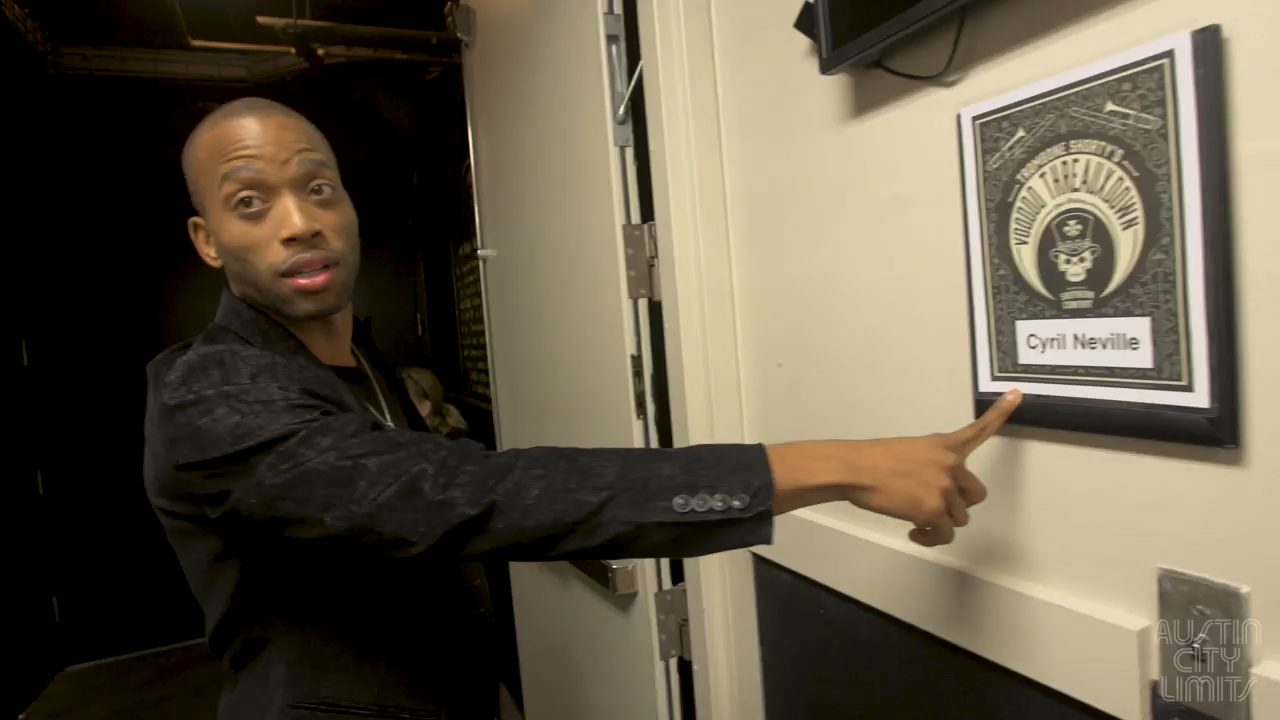 TROMBONE SHORTY'S
VOODOO THREAUXDOWN
Cyril Neville
AUSTIN
CITY
LIMITS